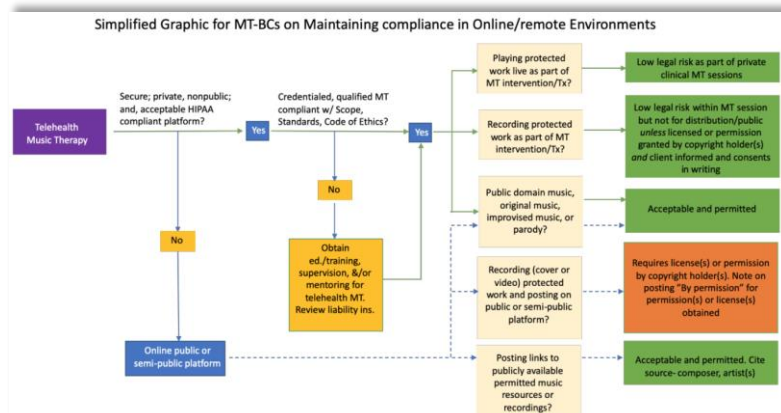 Simplified Graphic for MT-BCs on Maintaining compliance in Online/remote Environments
Telehealth
Music Therapy
Secure; private, nonpublic;
and, acceptable HIPAA
compliant platform?
Yes
No
Online public or
semi-public platform
Credentialed, qualified MT
compliant w/ Scope,
Standards, Code of Ethics?
Yes
No
Obtain
ed./training,
supervision, &/or
mentoring for
telehealth MT.
Review liability ins.
Playing protected
work live as part of
MT intervention/Tx?
Low legal risk as part of private
clinical MT sessions
Recording protected
work as part of MT
intervention/Tx?
Low legal risk within MT session
but not for distribution/public
unless licensed or permission
granted by copyright holder(s)
and client informed and consents
in writing
Public domain music,
original music,
improvised music, or
parody?
Acceptable and permitted
Recording (cover or
video) protected
work and posting on
public or semi-public
platform?
Requires license(s) or permission
by copyright holder(s). Note on
posting "By permission" for
permission(s) or license(s)
obtained
Posting links to
publicly available
permitted music
resources or
recordings?
Acceptable and permitted. Cite
source- composer, artist(s)